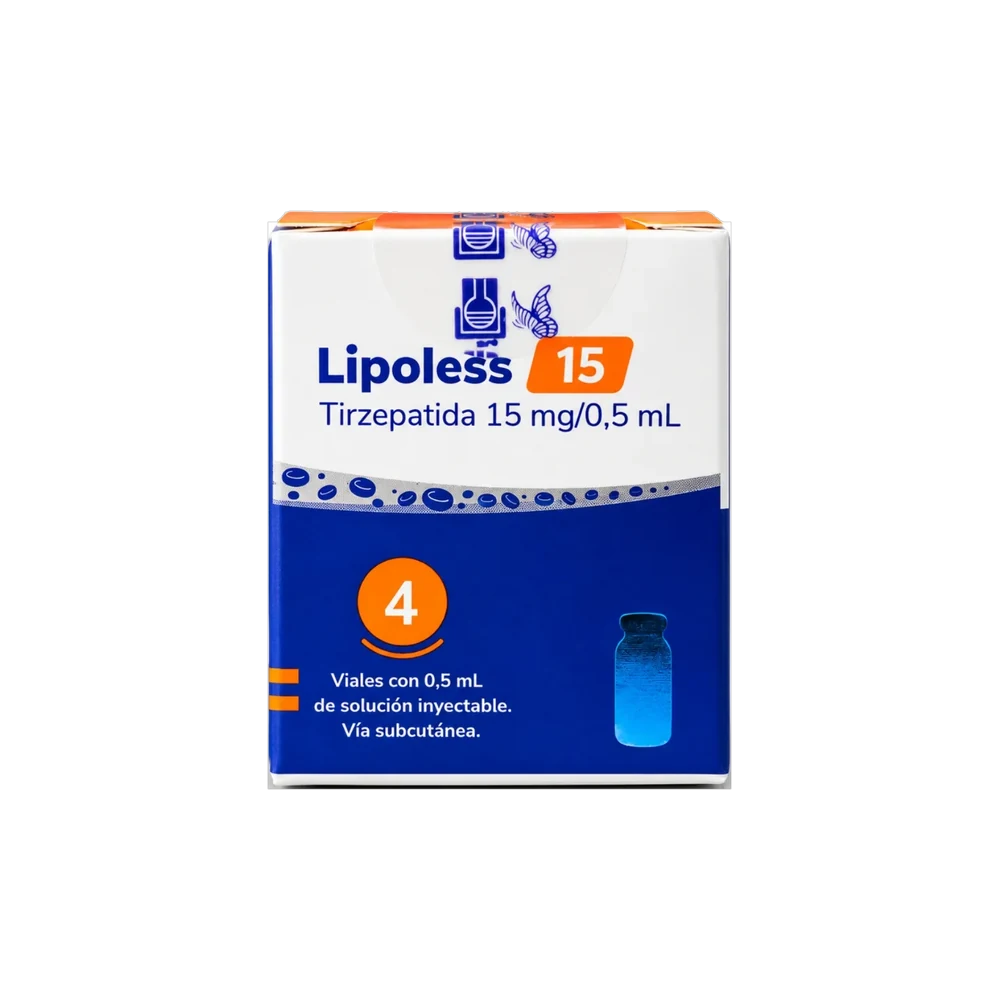 Lipoless 15
Tirzepatida 15 mg/0,5 mL
4
Viales con 0,5 mL
de solución inyectable.
Vía subcutánea.